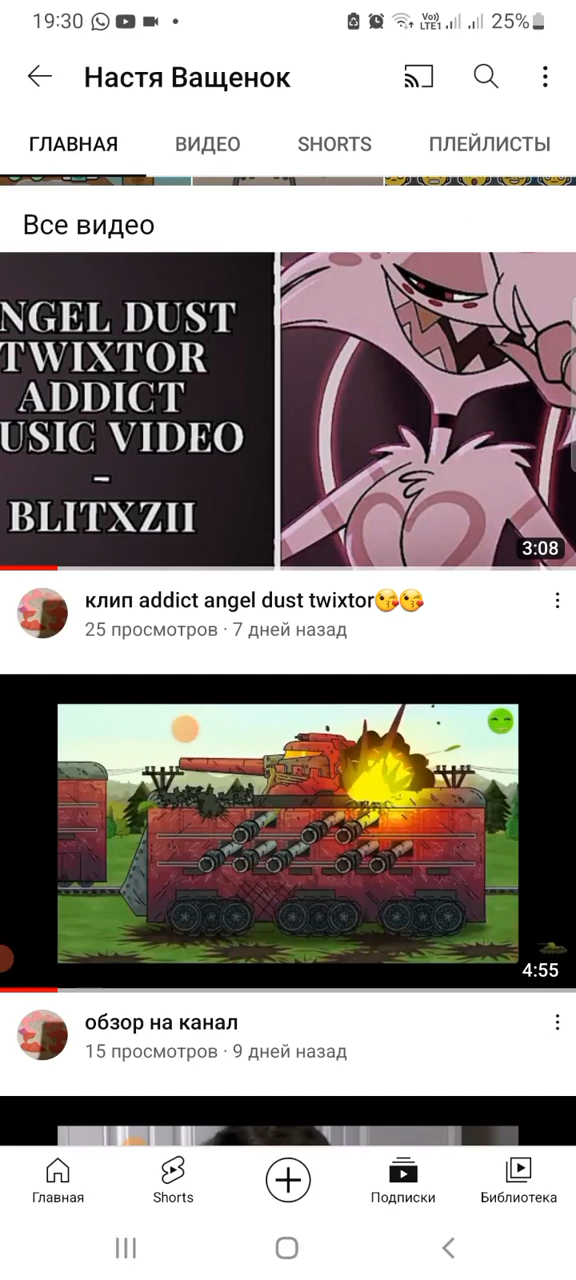 19:30
Vo))
LTE1
25%
Настя Ващенок
ГЛАВНАЯ
ВИДЕО
SHORTS
ПЛЕЙЛИСТЫ
Все видео
NGEL DUST
TWIXTOR
ADDICT
USIC VIDEO
-
BLITXZII
3:08
клип addict angel dust twixtor😘😘
25 просмотров · 7 дней назад
4:55
обзор на канал
15 просмотров · 9 дней назад
Главная
Shorts
Подписки
Библиотека